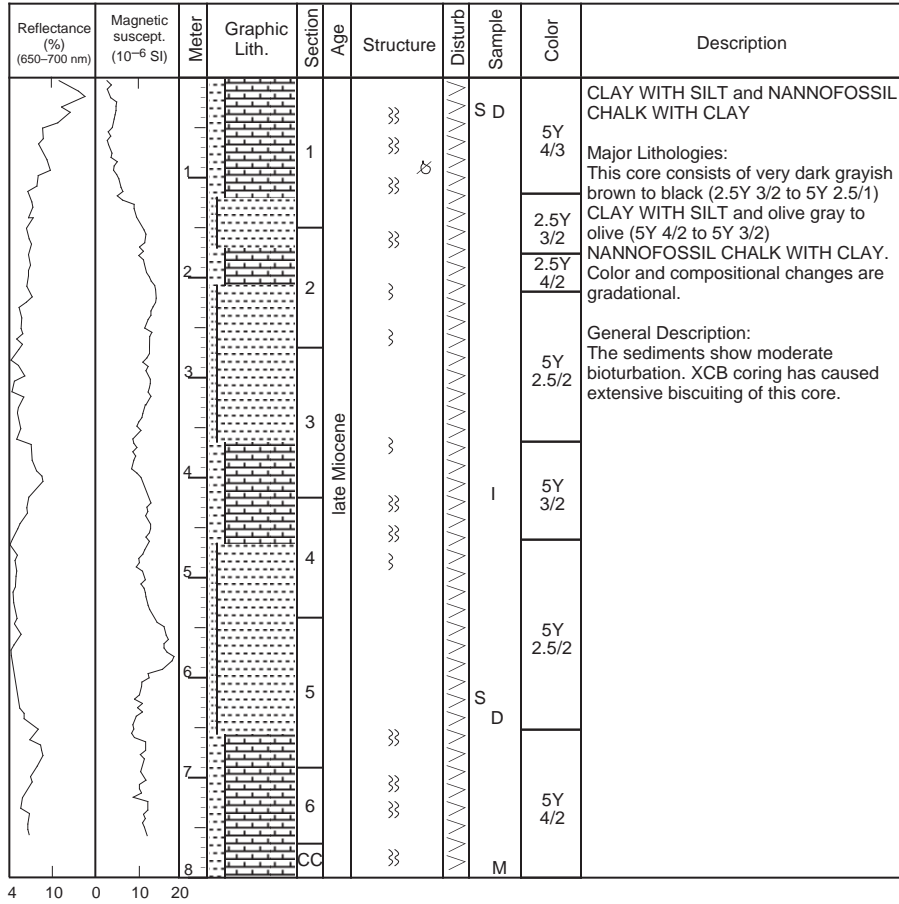 Reflectance
(%)
(650–700 nm)
Magnetic
suscept.
(10–6 SI)
Meter
Graphic
Lith.
Section
Age
Structure
Disturb
Sample
Color
Description
1
2
3
4
5
6
7
8
1
2
3
4
5
6
CC
late Miocene
S D
I
S
D
M
5Y
4/3
2.5Y
3/2
2.5Y
4/2
5Y
2.5/2
5Y
3/2
5Y
2.5/2
5Y
4/2
CLAY WITH SILT and NANNOFOSSIL
CHALK WITH CLAY
Major Lithologies:
This core consists of very dark grayish
brown to black (2.5Y 3/2 to 5Y 2.5/1)
CLAY WITH SILT and olive gray to
olive (5Y 4/2 to 5Y 3/2)
NANNOFOSSIL CHALK WITH CLAY.
Color and compositional changes are
gradational.
General Description:
The sediments show moderate
bioturbation. XCB coring has caused
extensive biscuiting of this core.
4 10 0 10 20